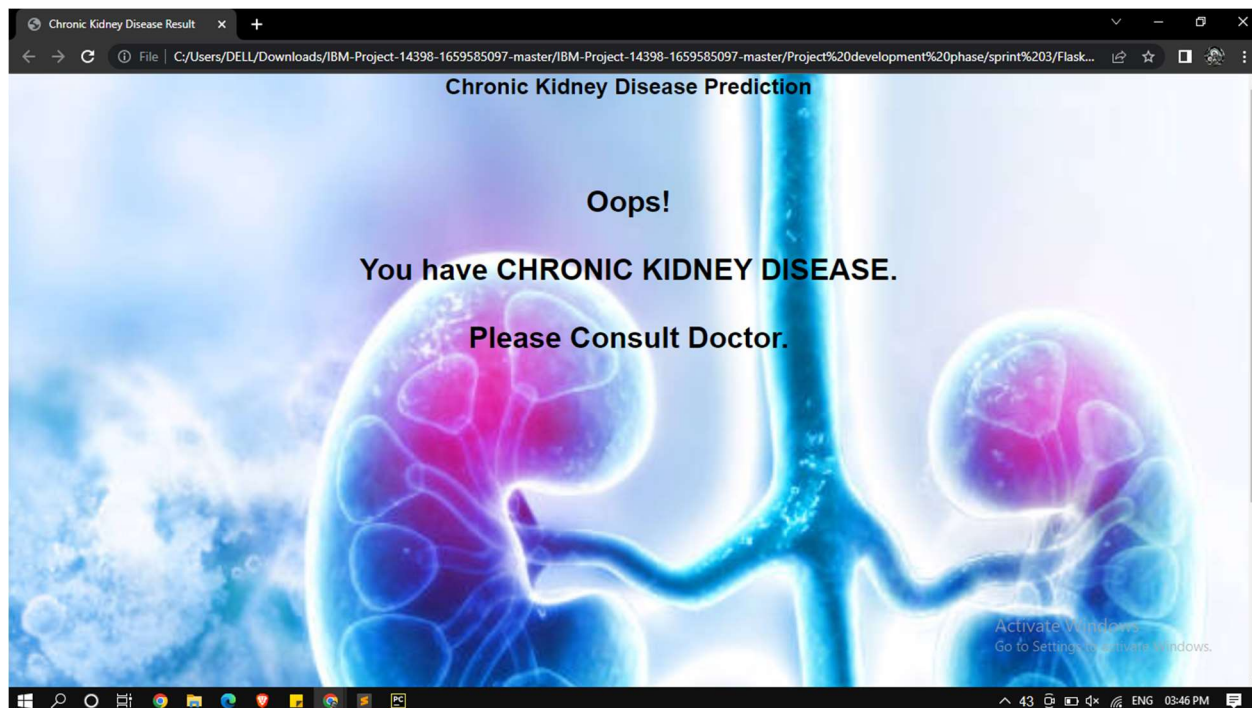 Chronic Kidney Disease Result
File | C:/Users/DELL/Downloads/IBM-Project-14398-1659585097-master/IBM-Project-14398-1659585097-master/Project%20development%20phase/sprint%203/Flask...
Chronic Kidney Disease Prediction
Oops!
You have CHRONIC KIDNEY DISEASE.
Please Consult Doctor.
Activate Windows
Go to Settings to activate Windows.
PC
43 ENG 03:46 PM